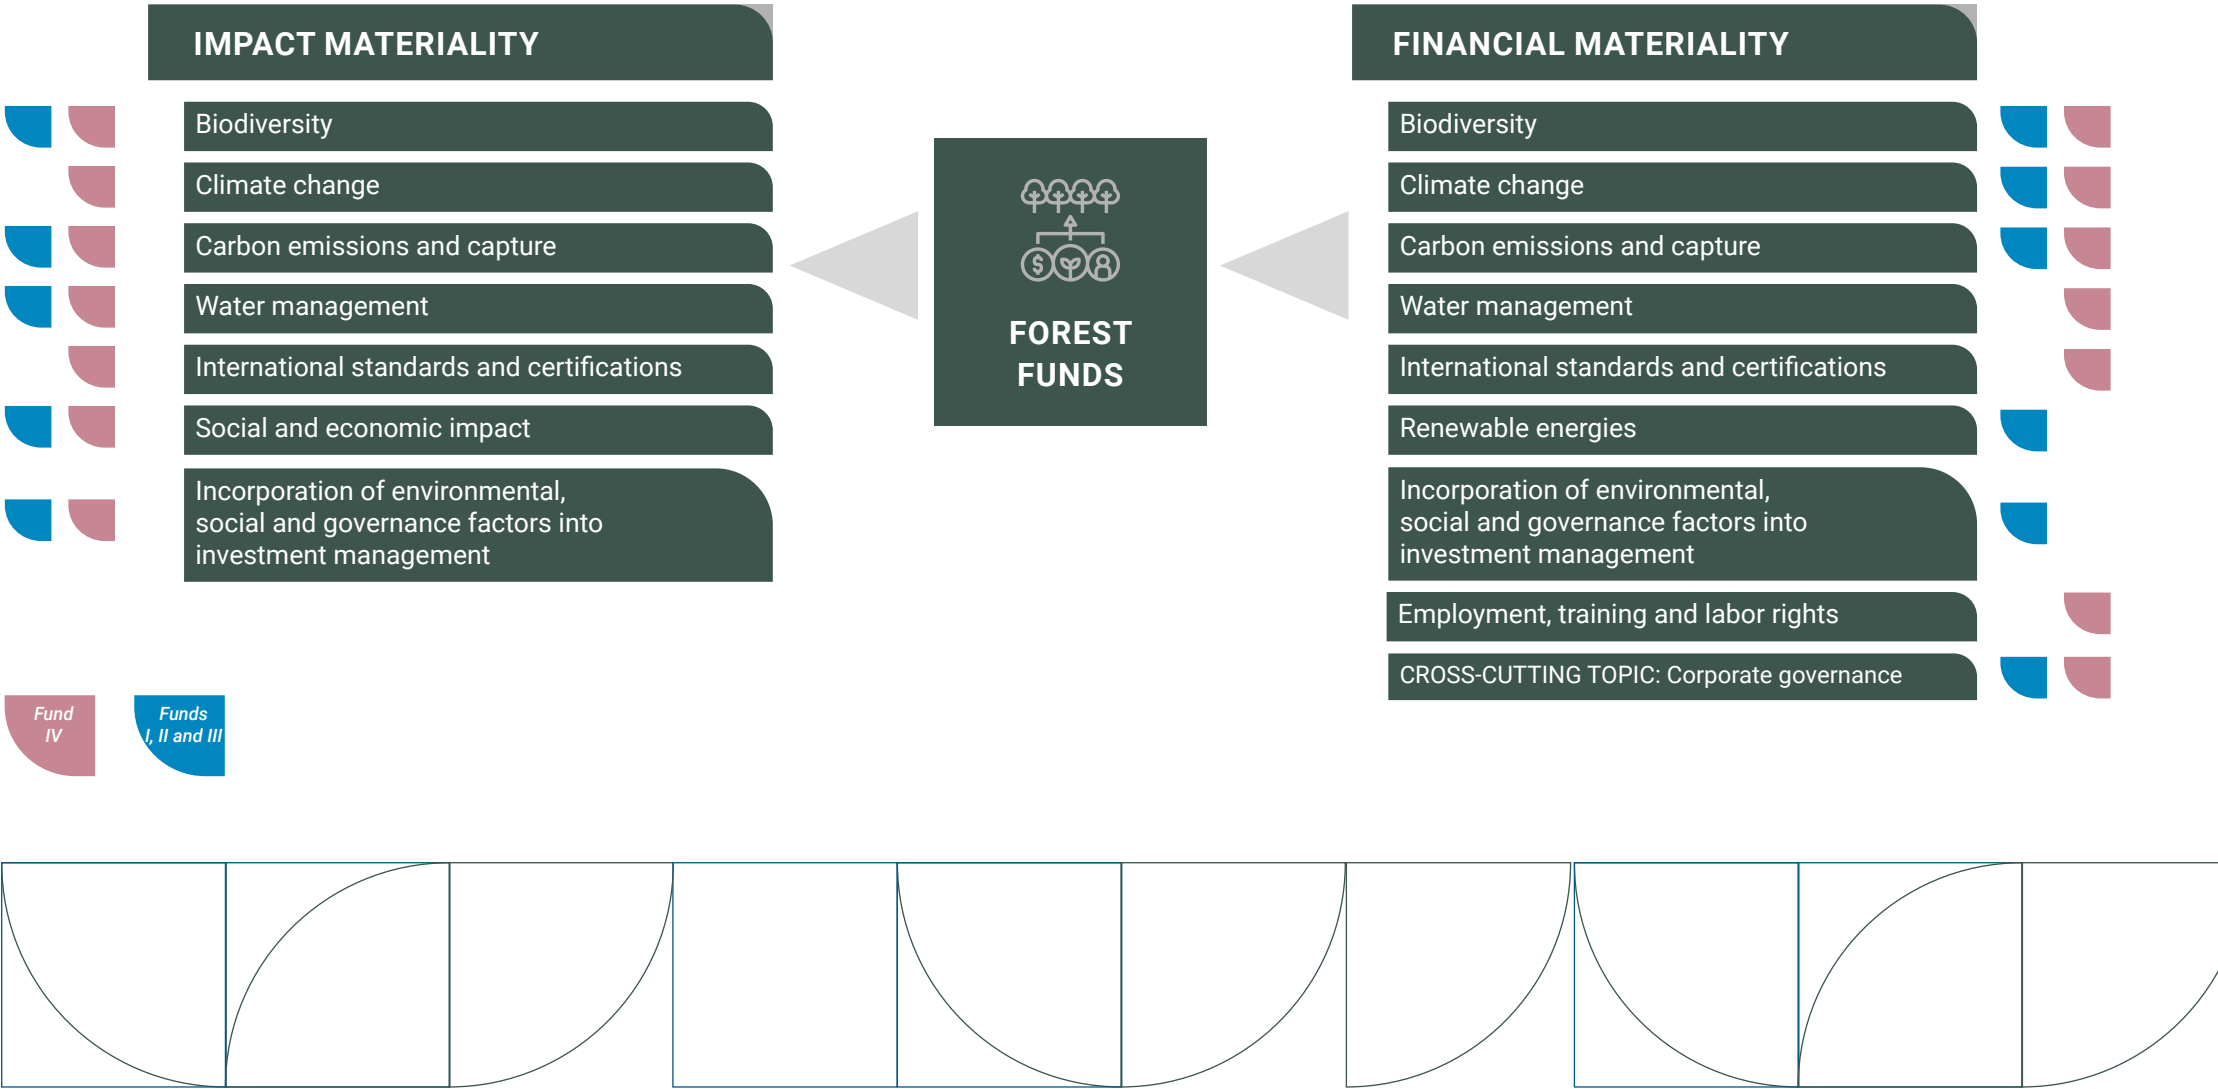 IMPACT MATERIALITY
Biodiversity
Climate change
Carbon emissions and capture
Water management
International standards and certifications
Social and economic impact
Incorporation of environmental,
social and governance factors into
investment management
FOREST
FUNDS
FINANCIAL MATERIALITY
Biodiversity
Climate change
Carbon emissions and capture
Water management
International standards and certifications
Renewable energies
Incorporation of environmental,
social and governance factors into
investment management
Employment, training and labor rights
CROSS-CUTTING TOPIC: Corporate governance
Fund
IV
Funds
I, II and III